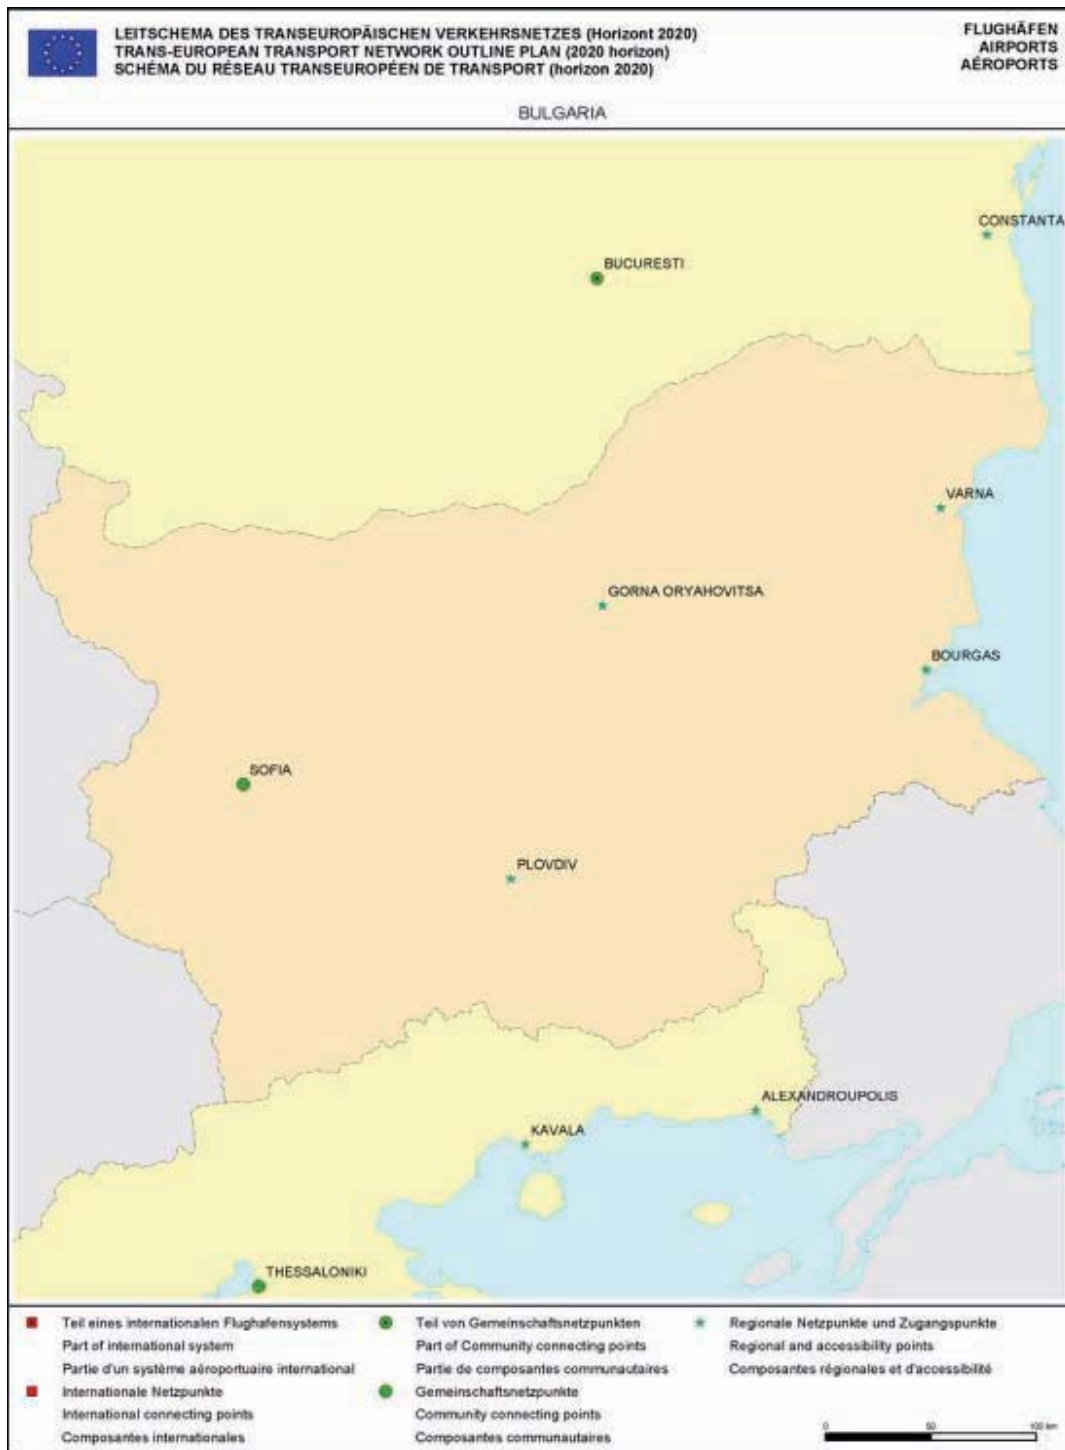 LEITSCHEMA DES TRANSEUROPÄISCHEN VERKEHRSNETZES (Horizont 2020)
TRANS-EUROPEAN TRANSPORT NETWORK OUTLINE PLAN (2020 horizon)
SCHÉMA DU RÉSEAU TRANSEUROPÉEN DE TRANSPORT (horizon 2020)
FLUGHÄFEN
AIRPORTS
AÉROPORTS
BULGARIA
CONSTANTA
BUCURESTI
VARNA
GORNA ORYAHOVITSA
BOURGAS
SOFIA
PLOVDIV
ALEXANDROUPOLIS
KAVALA
THESSALONIKI
Teil eines internationalen Flughafensystems
Part of international system
Partie d'un système aéroportuaire international
Internationale Netzpunkte
International connecting points
Composantes internationales
Teil von Gemeinschaftsnetzpunkten
Part of Community connecting points
Partie de composantes communautaires
Gemeinschaftsnetzpunkte
Community connecting points
Composantes communautaires
Regionale Netzpunkte und Zugangspunkte
Regional and accessibility points
Composantes régionales et d'accessibilité
0 50 100 km